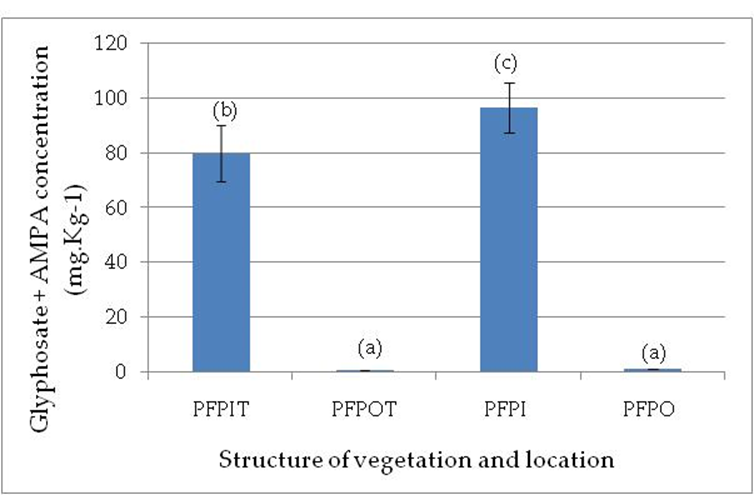 Glyphosate+ AMPA concentration
(mg.Kg-1)
120
100
80
60
40
20
0
(b)
(a)
(c)
(a)
PFPIT PFPOT PFPI PFPO
Structure of vegetation and location